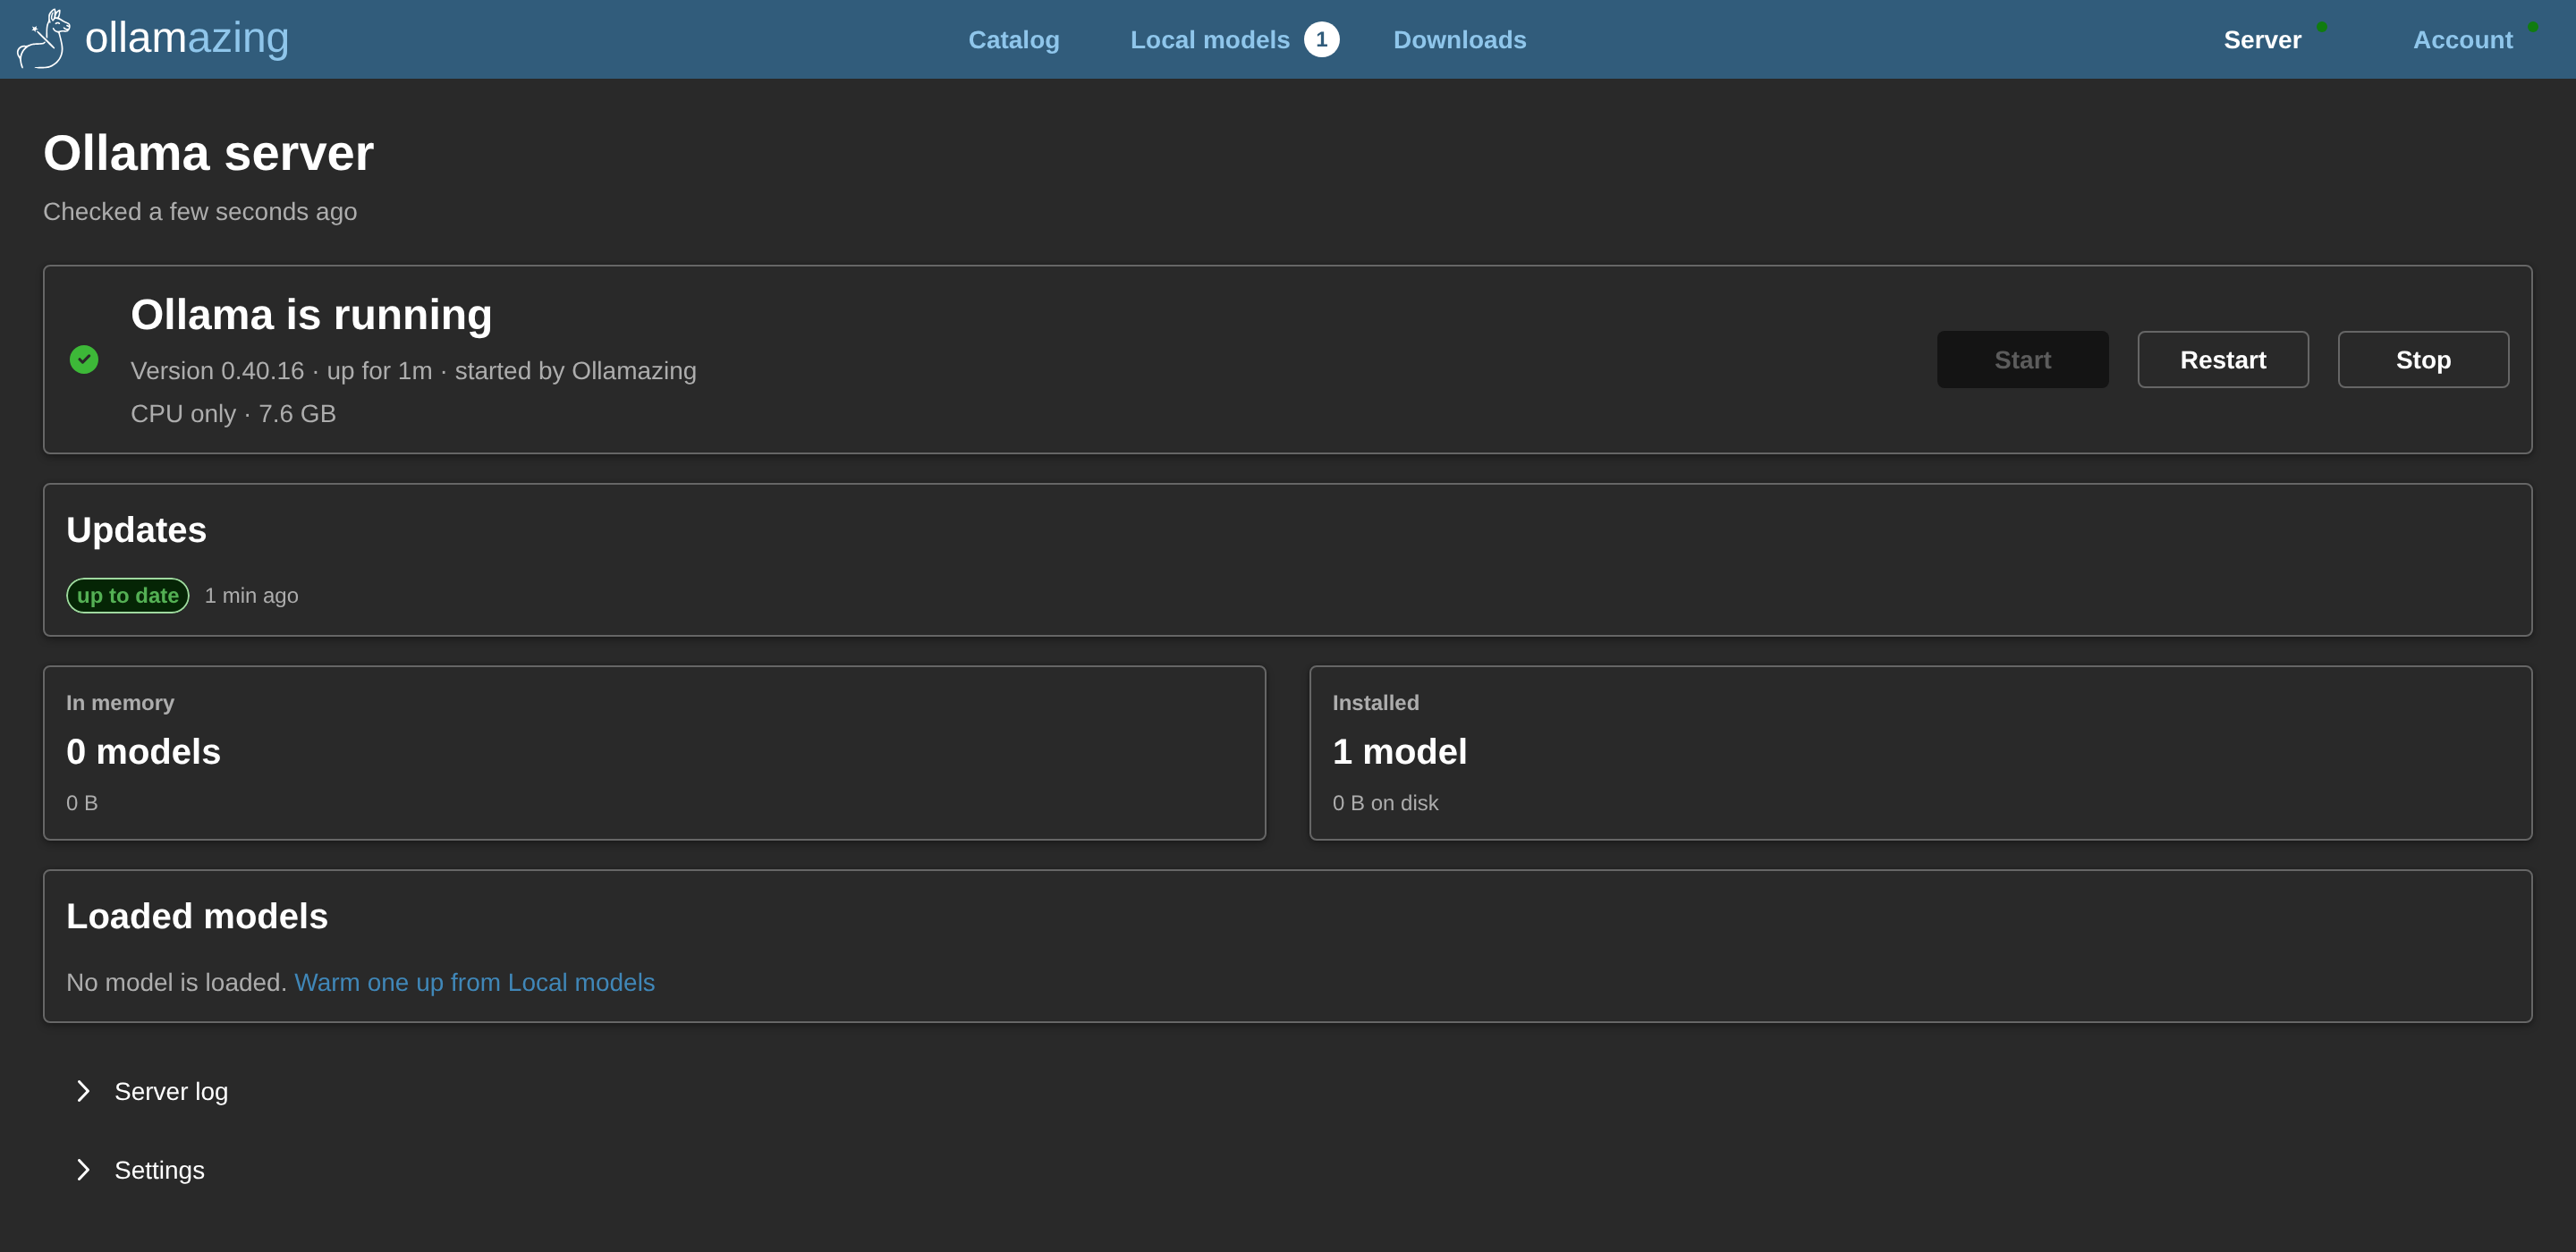 ollamazing
Catalog
Local models 1
Downloads
Server
Account
Ollama server
Checked a few seconds ago
Ollama is running
Version 0.40.16 · up for 1m · started by Ollamazing
CPU only · 7.6 GB
Start
Restart
Stop
Updates
up to date 1 min ago
In memory
0 models
0 B
Installed
1 model
0 B on disk
Loaded models
No model is loaded. Warm one up from Local models
Server log
Settings